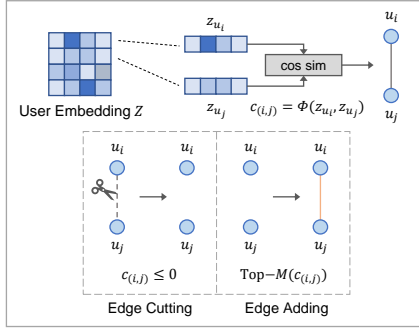 z_{u_i}
cos sim
z_{u_j}
User Embedding Z
c_{(i,j)} = Φ(z_{u_i}, z_{u_j})
u_i
u_j
u_i u_i
u_j u_j
c_{(i,j)} ≤ 0
Edge Cutting
u_i u_i
u_j u_j
Top−M(c_{(i,j)})
Edge Adding